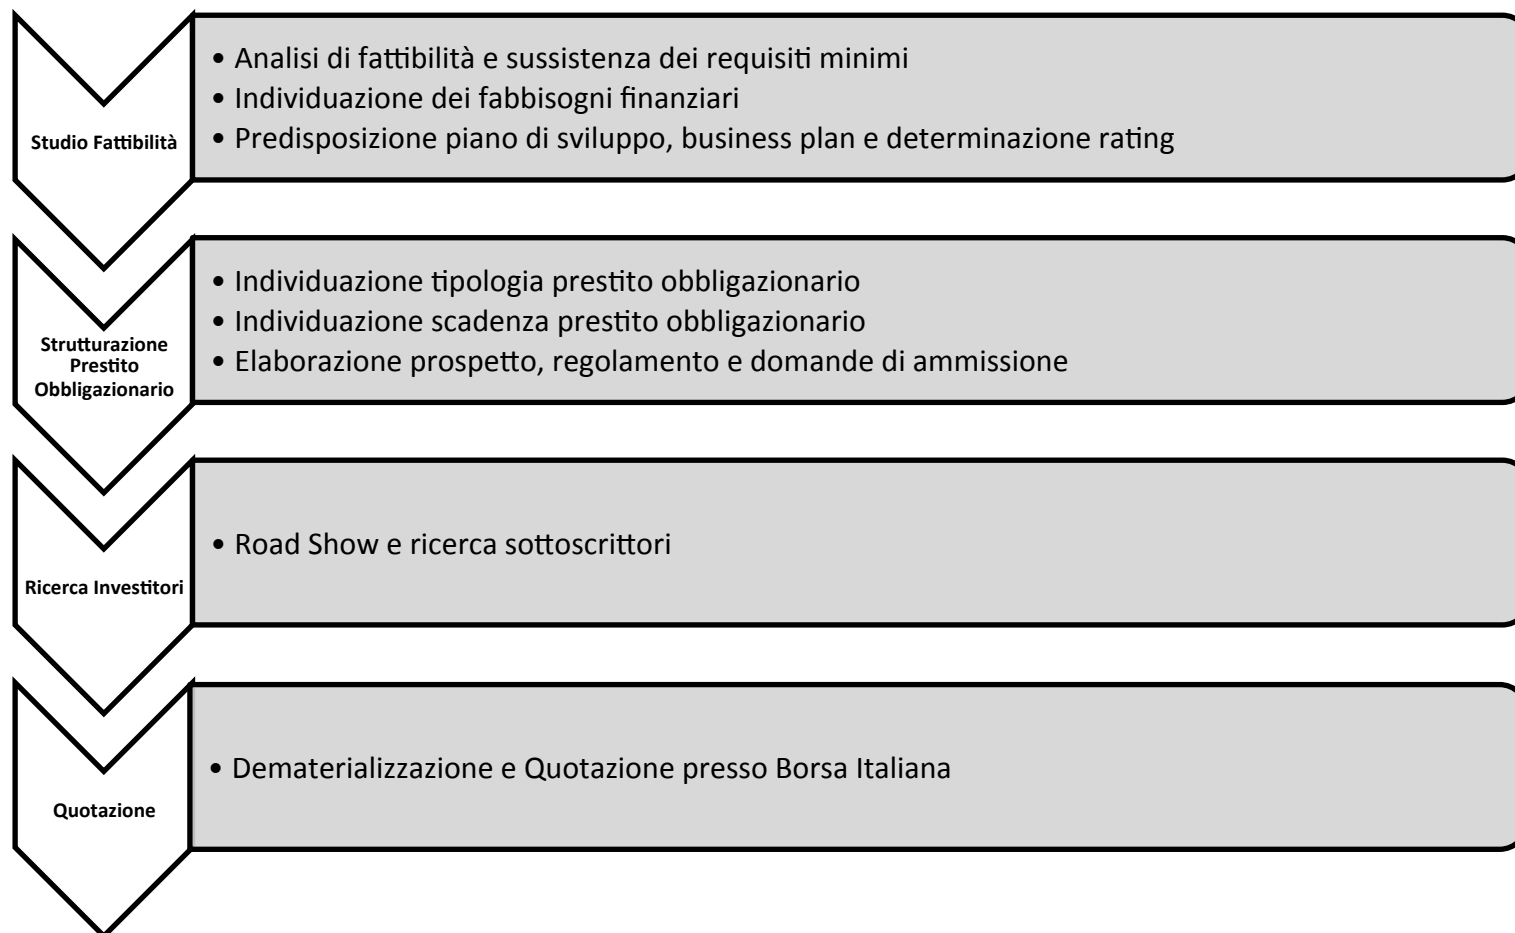 Studio Fattibilità
• Analisi di fattibilità e sussistenza dei requisiti minimi
• Individuazione dei fabbisogni finanziari
• Predisposizione piano di sviluppo, business plan e determinazione rating
Strutturazione
Prestito
Obbligazionario
• Individuazione tipologia prestito obbligazionario
• Individuazione scadenza prestito obbligazionario
• Elaborazione prospetto, regolamento e domande di ammissione
Ricerca Investitori
• Road Show e ricerca sottoscrittori
Quotazione
• Dematerializzazione e Quotazione presso Borsa Italiana